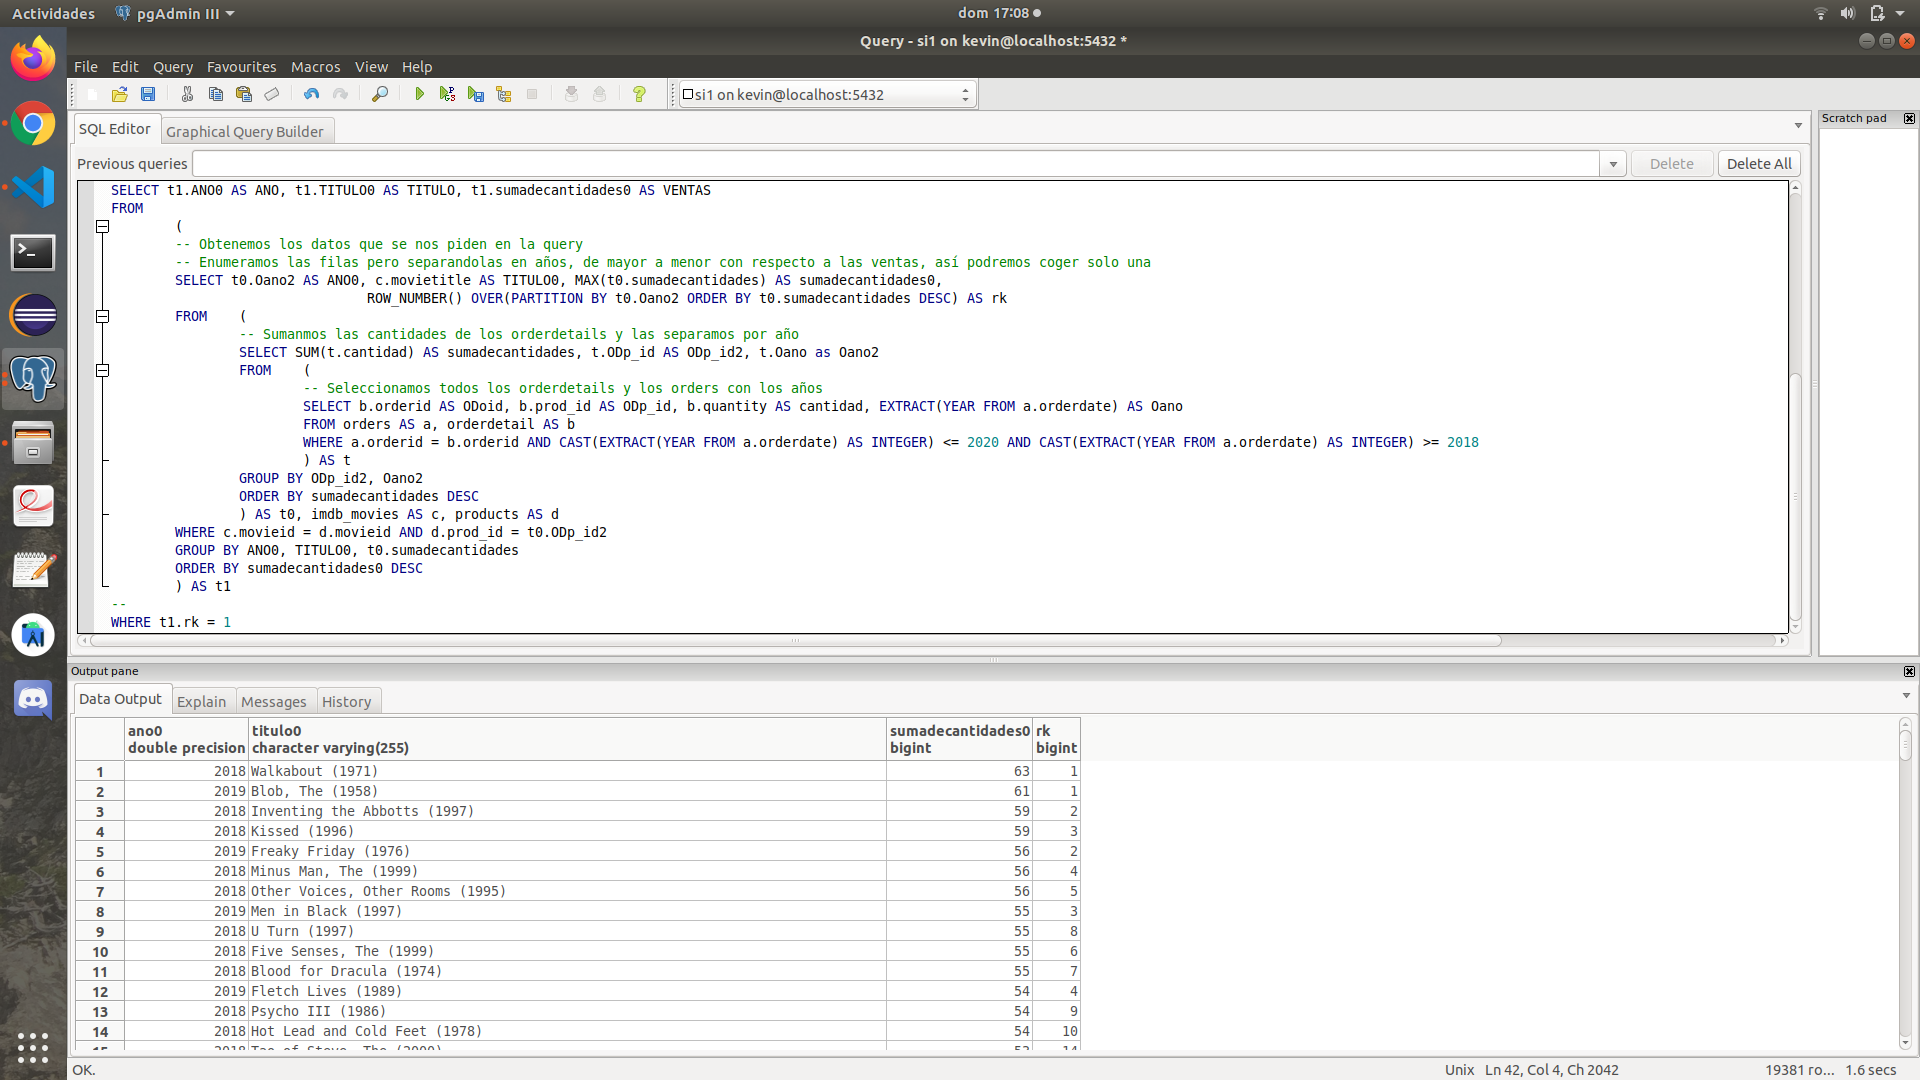 Actividades pgAdmin III dom 17:08
Query - si1 on kevin@localhost:5432 *
File Edit Query Favourites Macros View Help
si1 on kevin@localhost:5432
SQL Editor Graphical Query Builder
Scratch pad
Previous queries Delete Delete All
SELECT t1.ANO0 AS ANO, t1.TITULO0 AS TITULO, t1.sumadecantidades0 AS VENTAS
FROM
(
-- Obtenemos los datos que se nos piden en la query
-- Enumeramos las filas pero separandolas en años, de mayor a menor con respecto a las ventas, así podremos coger solo una
SELECT t0.Oano2 AS ANO0, c.movietitle AS TITULO0, MAX(t0.sumadecantidades) AS sumadecantidades0,
ROW_NUMBER() OVER(PARTITION BY t0.Oano2 ORDER BY t0.sumadecantidades DESC) AS rk
FROM (
-- Sumanmos las cantidades de los orderdetails y las separamos por año
SELECT SUM(t.cantidad) AS sumadecantidades, t.ODp_id AS ODp_id2, t.Oano as Oano2
FROM (
-- Seleccionamos todos los orderdetails y los orders con los años
SELECT b.orderid AS ODoid, b.prod_id AS ODp_id, b.quantity AS cantidad, EXTRACT(YEAR FROM a.orderdate) AS Oano
FROM orders AS a, orderdetail AS b
WHERE a.orderid = b.orderid AND CAST(EXTRACT(YEAR FROM a.orderdate) AS INTEGER) <= 2020 AND CAST(EXTRACT(YEAR FROM a.orderdate) AS INTEGER) >= 2018
) AS t
GROUP BY ODp_id2, Oano2
ORDER BY sumadecantidades DESC
) AS t0, imdb_movies AS c, products AS d
WHERE c.movieid = d.movieid AND d.prod_id = t0.ODp_id2
GROUP BY ANO0, TITULO0, t0.sumadecantidades
ORDER BY sumadecantidades0 DESC
) AS t1
--
WHERE t1.rk = 1
Output pane
Data Output Explain Messages History
ano0 titulo0 sumadecantidades0 rk
double precision character varying(255) bigint bigint
1 2018 Walkabout (1971) 63 1
2 2019 Blob, The (1958) 61 1
3 2018 Inventing the Abbotts (1997) 59 2
4 2018 Kissed (1996) 59 3
5 2019 Freaky Friday (1976) 56 2
6 2018 Minus Man, The (1999) 56 4
7 2018 Other Voices, Other Rooms (1995) 56 5
8 2019 Men in Black (1997) 55 3
9 2018 U Turn (1997) 55 8
10 2018 Five Senses, The (1999) 55 6
11 2018 Blood for Dracula (1974) 55 7
12 2019 Fletch Lives (1989) 54 4
13 2018 Psycho III (1986) 54 9
14 2018 Hot Lead and Cold Feet (1978) 54 10
OK. Unix Ln 42, Col 4, Ch 2042 19381 ro... 1.6 secs